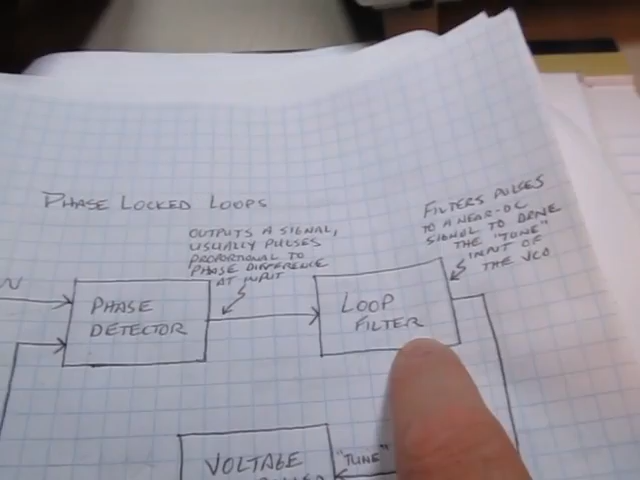 PHASE LOCKED LOOPS
OUTPUTS A SIGNAL,
USUALLY PULSES
PROPORTIONAL TO
PHASE DIFFERENCE
AT INPUT
FILTERS PULSES
TO A NEAR-DC
SIGNAL TO DRIVE
THE "TUNE"
INPUT OF
THE VCO
PHASE
DETECTOR
LOOP
FILTER
VOLTAGE
"TUNE"